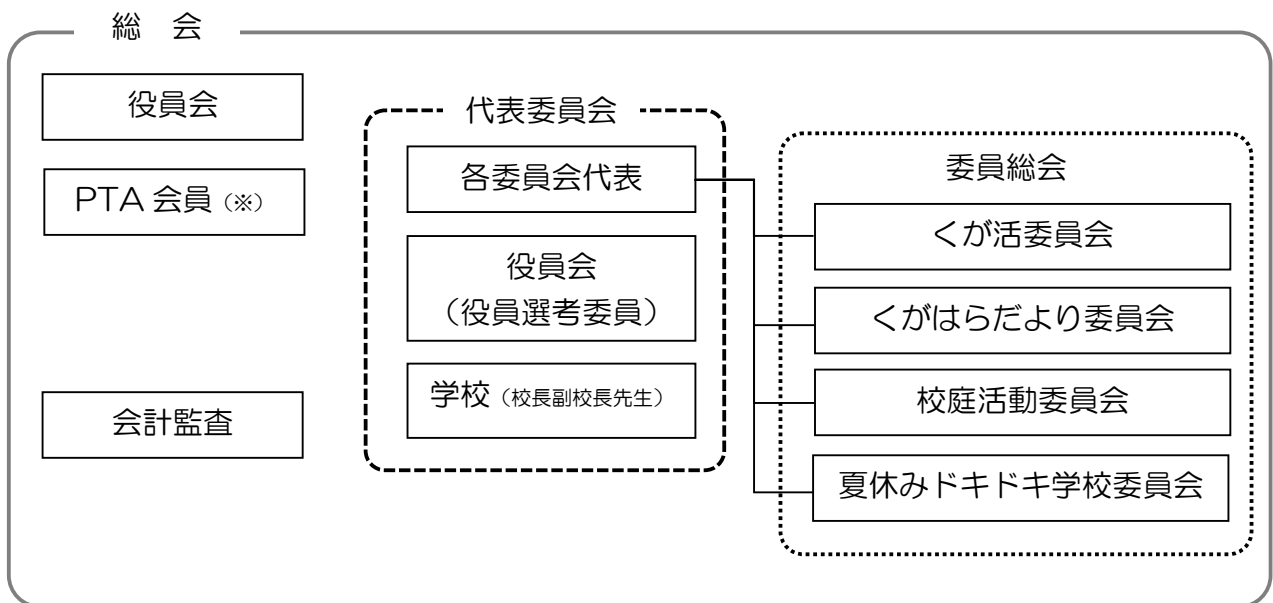 総　会
役員会
PTA 会員（※）
会計監査
代表委員会
各委員会代表
役員会
（役員選考委員）
学校（校長副校長先生）
委員総会
くが活委員会
くがはらだより委員会
校庭活動委員会
夏休みドキドキ学校委員会